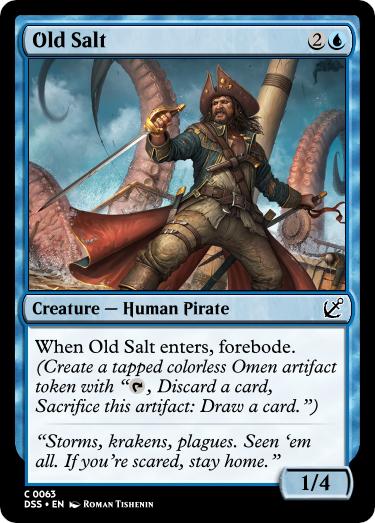 Old Salt 2
Creature — Human Pirate
When Old Salt enters, forebode.
(Create a tapped colorless Omen artifact
token with “, Discard a card,
Sacrifice this artifact: Draw a card.”)
“Storms, krakens, plagues. Seen ‘em
all. If you’re scared, stay home.”
1/4
C 0063
DSS • EN Roman Tishenin